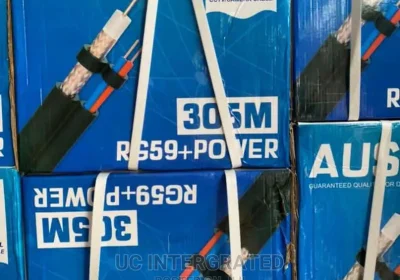 305M
RG59+POWER
RG59+POWER
305M
AUS
GUARANTEED QUALITY
UC INTERGRATED